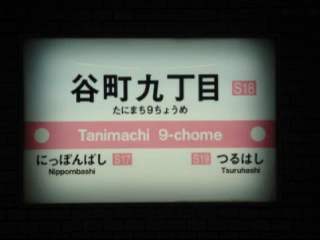 谷町九丁目 S18
たにまち9ちょうめ
Tanimachi 9-chome
にっぽんばし S17 S19 つるはし
Nippombashi Tsuruhashi